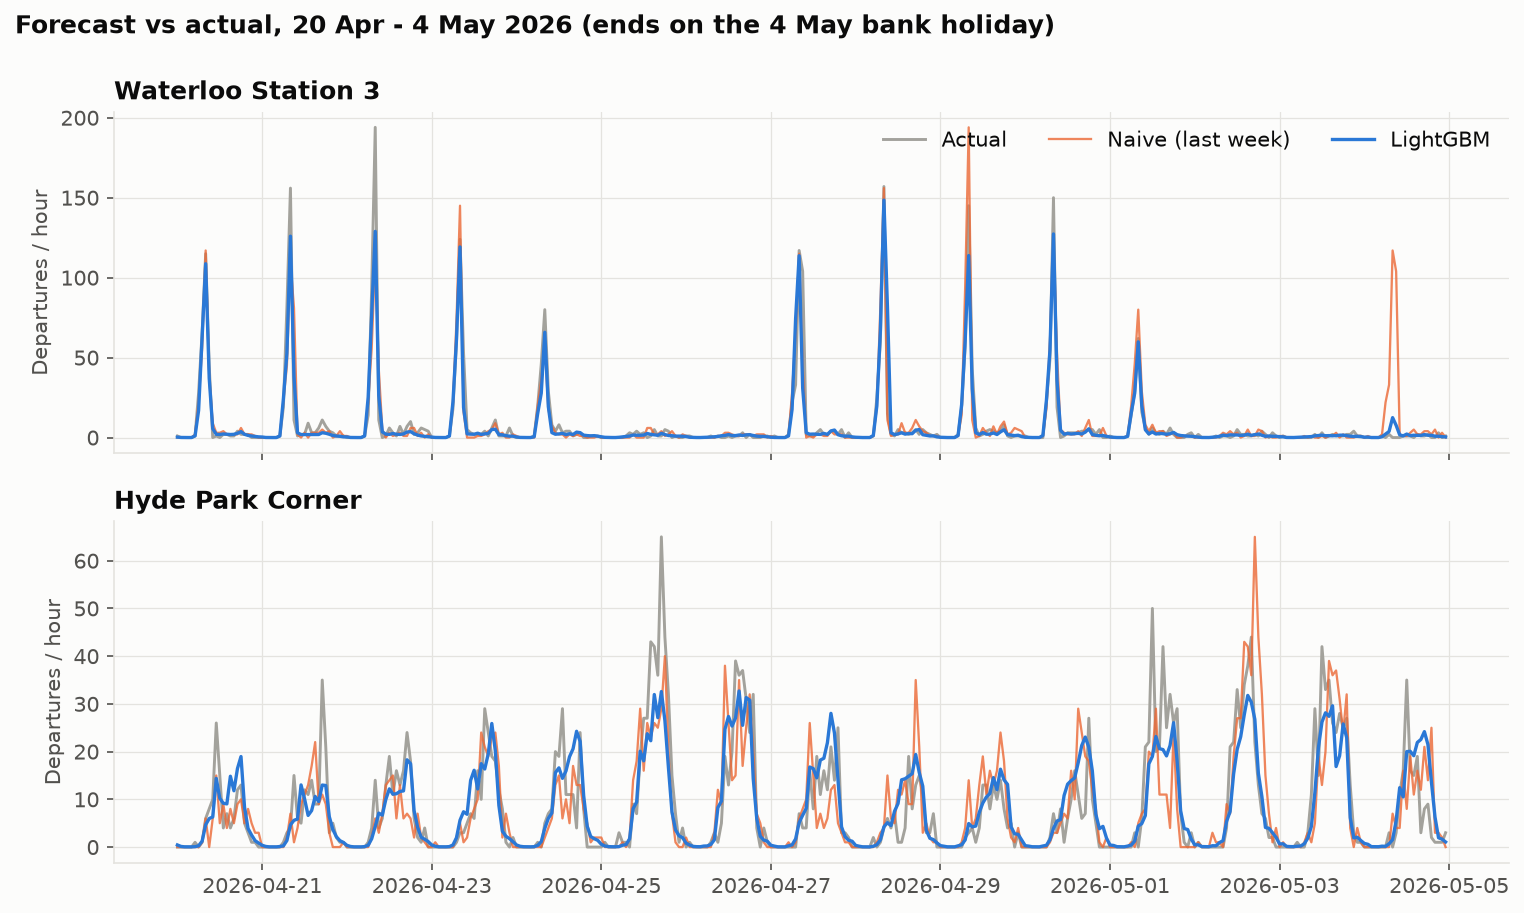 Forecast vs actual, 20 Apr - 4 May 2026 (ends on the 4 May bank holiday)
Waterloo Station 3
200
150
100
50
0
Departures / hour
Actual
Naive (last week)
LightGBM
Hyde Park Corner
60
50
40
30
20
10
0
Departures / hour
2026-04-21
2026-04-23
2026-04-25
2026-04-27
2026-04-29
2026-05-01
2026-05-03
2026-05-05